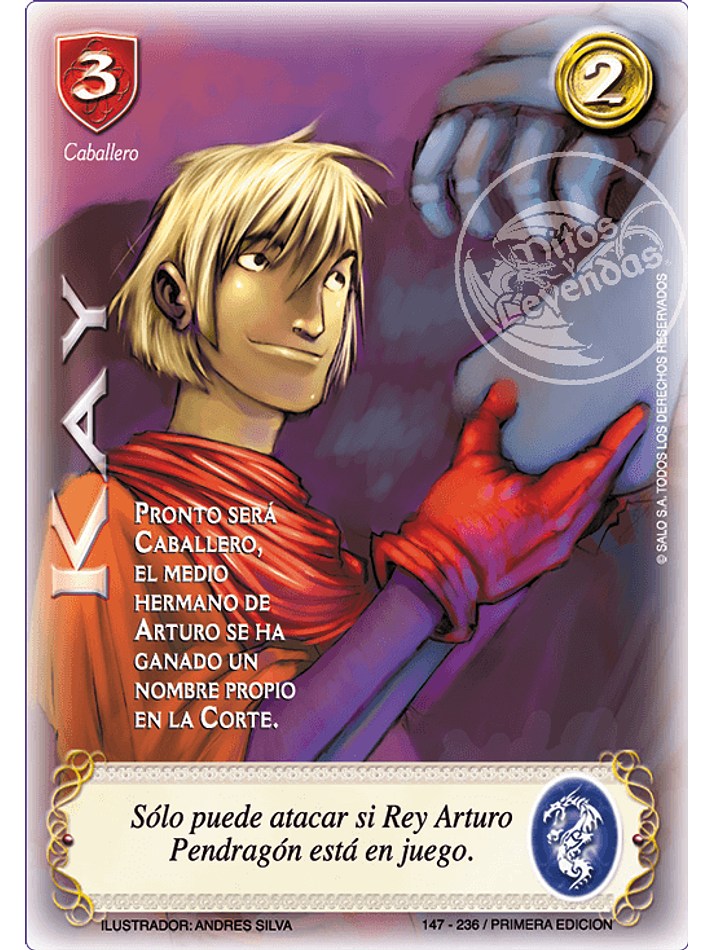 3
2
Caballero
Mitos
y
Leyendas
KAY
© SALO S.A. TODOS LOS DERECHOS RESERVADOS
PRONTO SERÁ
CABALLERO,
EL MEDIO
HERMANO DE
ARTURO SE HA
GANADO UN
NOMBRE PROPIO
EN LA CORTE.
Sólo puede atacar si Rey Arturo
Pendragón está en juego.
ILUSTRADOR: ANDRES SILVA
147 - 236 / PRIMERA EDICION